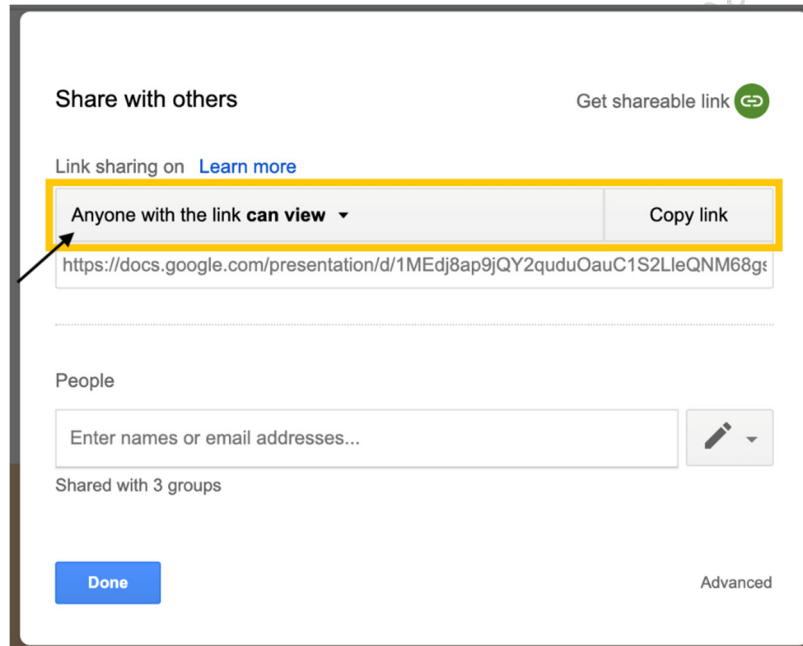 Share with others
Get shareable link
Link sharing on Learn more
Anyone with the link can view
Copy link
https://docs.google.com/presentation/d/1MEdj8ap9jQY2quduOauC1S2LleQNM68gs
People
Enter names or email addresses...
Shared with 3 groups
Done
Advanced